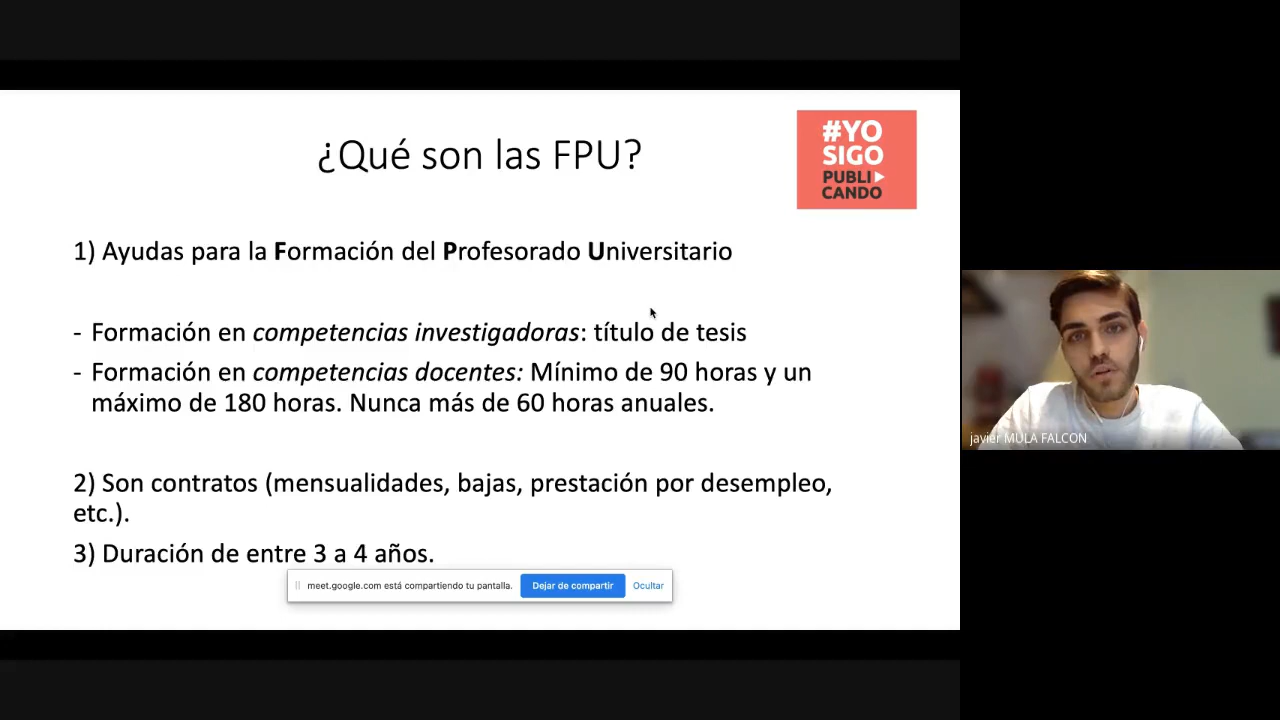 ¿Qué son las FPU?
#YO
SIGO
PUBLI
CANDO
1) Ayudas para la Formación del Profesorado Universitario
- Formación en competencias investigadoras: título de tesis
- Formación en competencias docentes: Mínimo de 90 horas y un
máximo de 180 horas. Nunca más de 60 horas anuales.
2) Son contratos (mensualidades, bajas, prestación por desempleo,
etc.).
3) Duración de entre 3 a 4 años.
meet.google.com está compartiendo tu pantalla. Dejar de compartir Ocultar
javier MULA FALCON